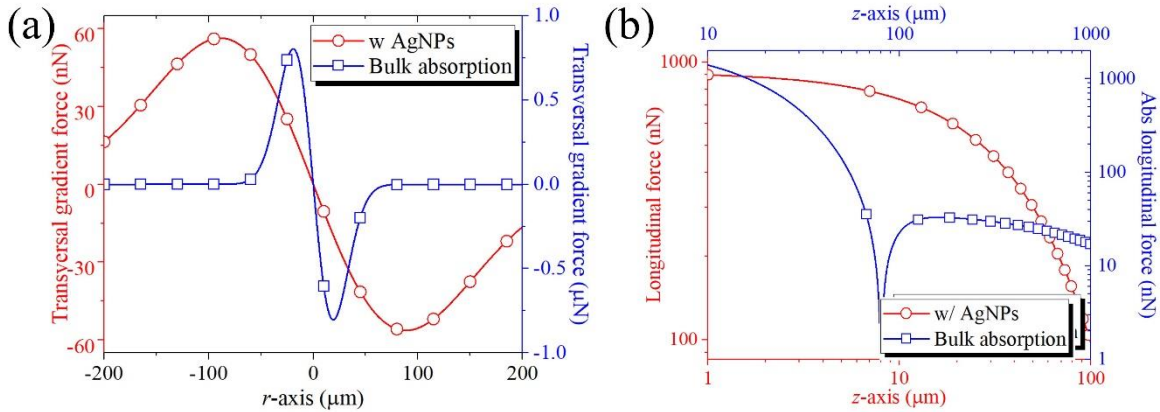 (a)
Transversal gradient force (nN)
60
30
0
-30
-60
w AgNPs
Bulk absorption
1.0
0.5
0.0
-0.5
-1.0
Transversal gradient force (μN)
-200 -100 0 100 200
r-axis (μm)
(b)
z-axis (μm)
10 100 1000
Longitudinal force (nN)
1000
100
w/ AgNPs
Bulk absorption
1000
100
10
1
Abs longitudinal force (nN)
1 10 100
z-axis (μm)